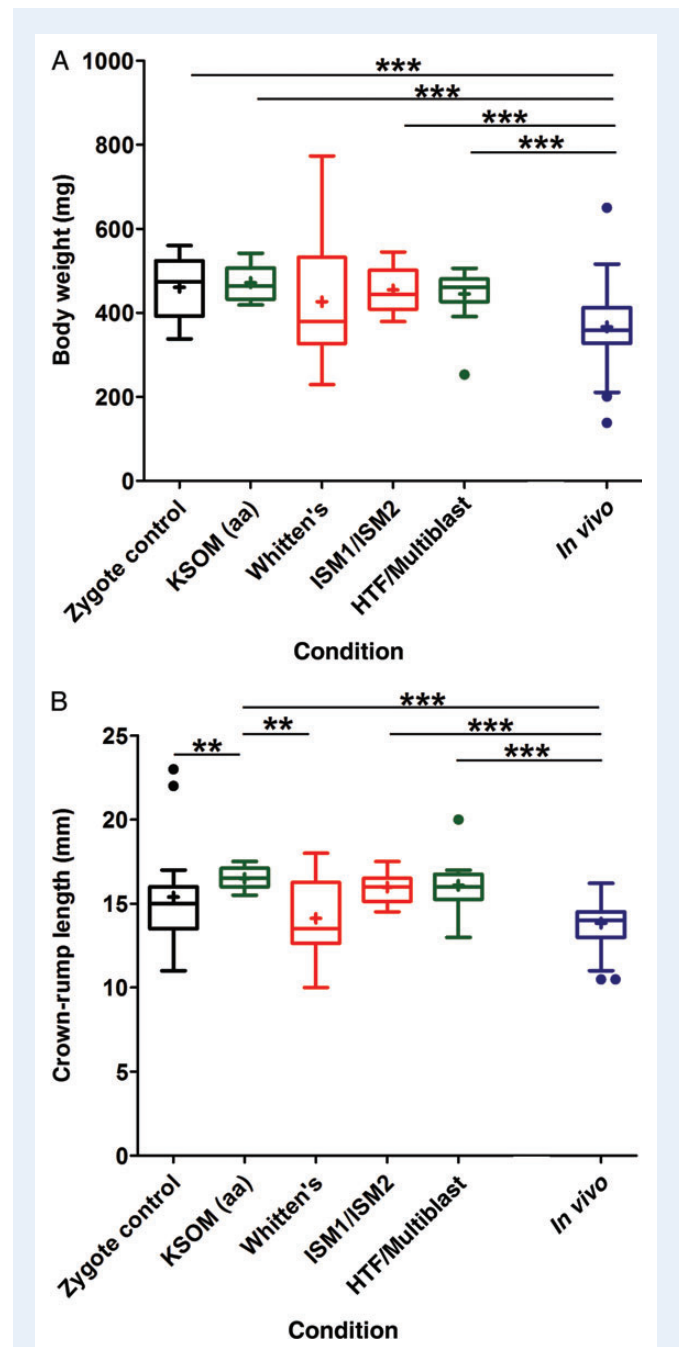 A
1000
800
600
400
200
0
Body weight (mg)
***
***
***
***
Zygote control
KSOM (aa)
Whitten's
ISM1/ISM2
HTF/Multiblast
In vivo
Condition
B
25
20
15
10
5
0
Crown-rump length (mm)
***
**
**
***
***
Zygote control
KSOM (aa)
Whitten's
ISM1/ISM2
HTF/Multiblast
In vivo
Condition